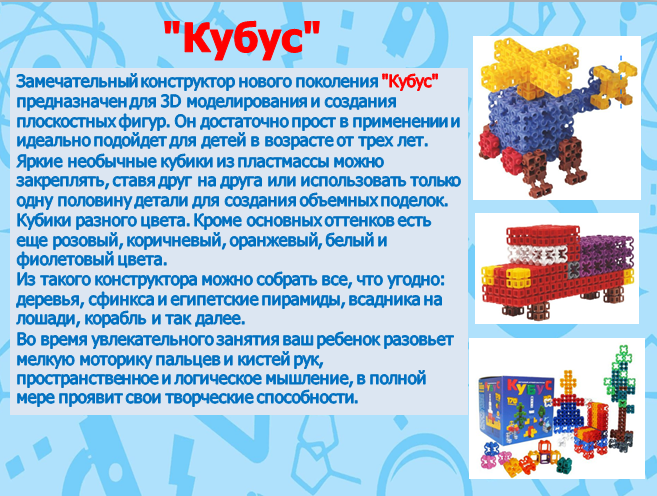 "Кубус"
Замечательный конструктор нового поколения "Кубус"
предназначен для 3D моделирования и создания
плоскостных фигур. Он достаточно прост в применении и
идеально подойдет для детей в возрасте от трех лет.
Яркие необычные кубики из пластмассы можно
закреплять, ставя друг на друга или использовать только
одну половину детали для создания объемных поделок.
Кубики разного цвета. Кроме основных оттенков есть
еще розовый, коричневый, оранжевый, белый и
фиолетовый цвета.
Из такого конструктора можно собрать все, что угодно:
деревья, сфинкса и египетские пирамиды, всадника на
лошади, корабль и так далее.
Во время увлекательного занятия ваш ребенок разовьет
мелкую моторику пальцев и кистей рук,
пространственное и логическое мышление, в полной
мере проявит свои творческие способности.
КУБУС